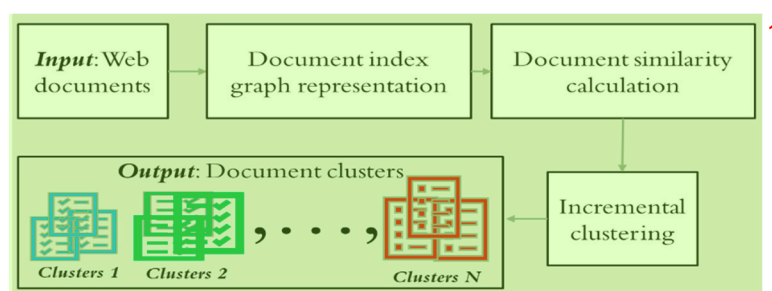 Input: Web
documents
Document index
graph representation
Document similarity
calculation
Output: Document clusters
Incremental
clustering
, . . . ,
Clusters 1
Clusters 2
Clusters N